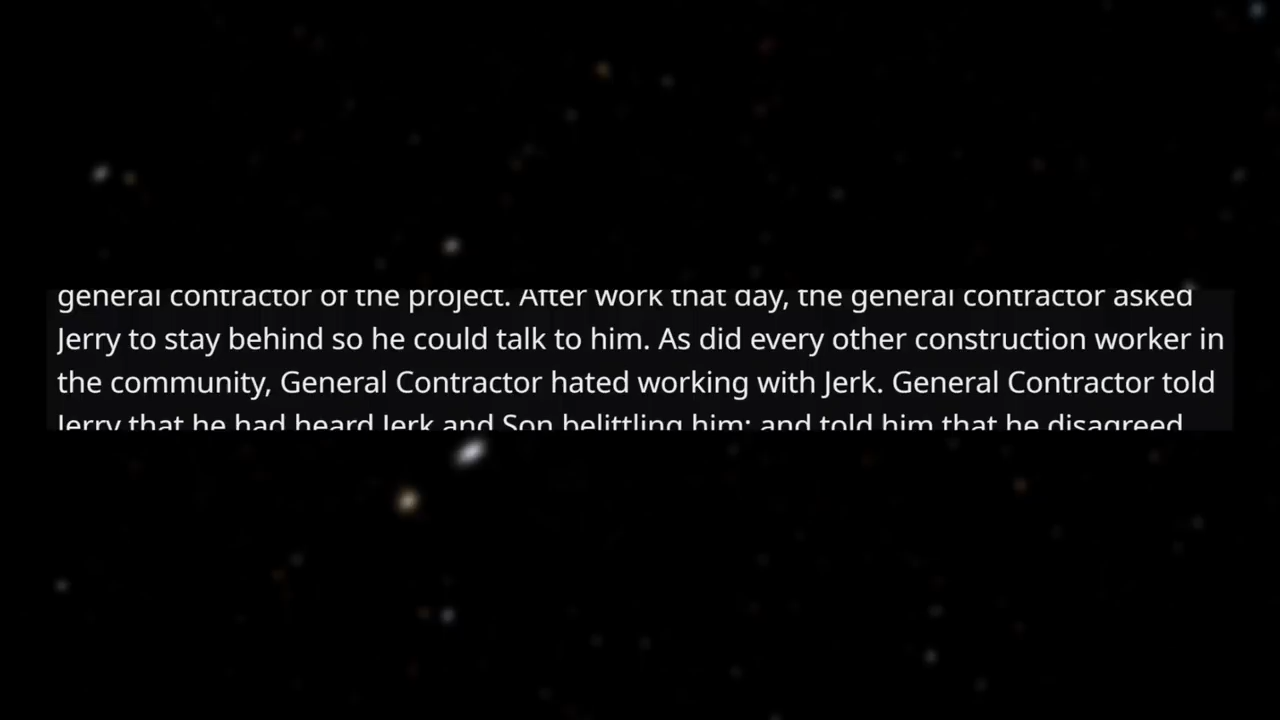 general contractor of the project. After work that day, the general contractor asked
Jerry to stay behind so he could talk to him. As did every other construction worker in
the community, General Contractor hated working with Jerk. General Contractor told
Jerry that he had heard Jerk and Son belittling him; and told him that he disagreed